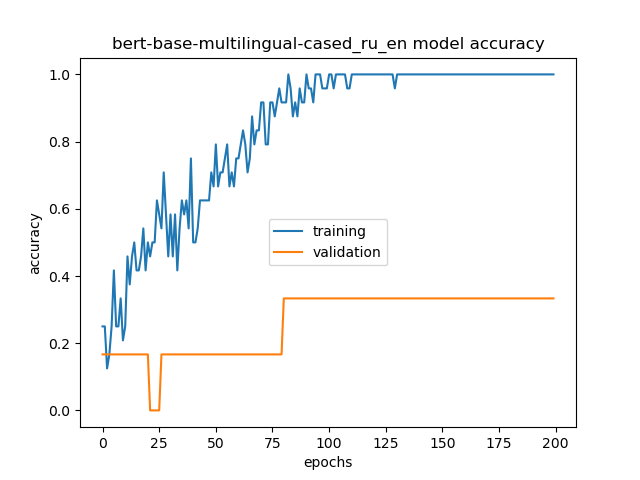 bert-base-multilingual-cased_ru_en model accuracy
1.0
0.8
0.6
0.4
0.2
0.0
accuracy
training
validation
0 25 50 75 100 125 150 175 200
epochs